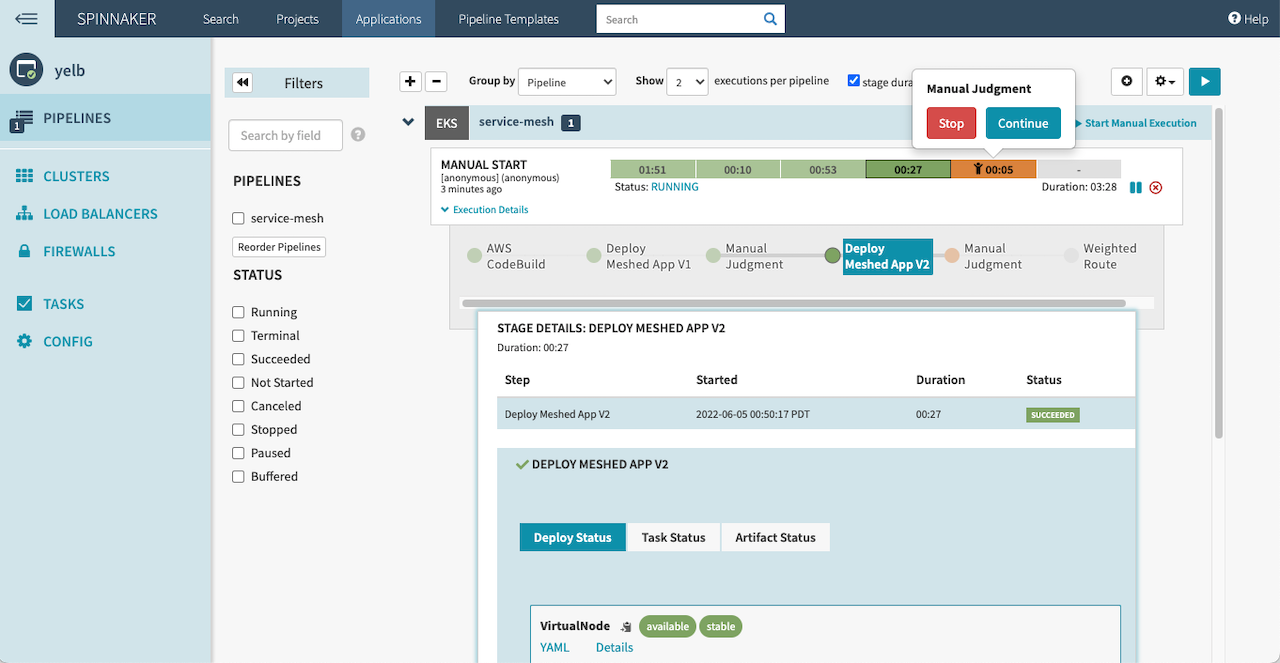 SPINNAKER
Search
Projects
Applications
Pipeline Templates
Search
Help
yelb
PIPELINES
1
CLUSTERS
LOAD BALANCERS
FIREWALLS
TASKS
CONFIG
Filters
Search by field
PIPELINES
service-mesh
Reorder Pipelines
STATUS
Running
Terminal
Succeeded
Not Started
Canceled
Stopped
Paused
Buffered
Group by
Pipeline
Show
2
executions per pipeline
stage dura
Manual Judgment
Stop
Continue
EKS
service-mesh
1
Start Manual Execution
MANUAL START
[anonymous] (anonymous)
3 minutes ago
01:51
00:10
00:53
00:27
00:05
-
Status: RUNNING
Duration: 03:28
Execution Details
AWS
CodeBuild
Deploy
Meshed App V1
Manual
Judgment
Deploy
Meshed App V2
Manual
Judgment
Weighted
Route
STAGE DETAILS: DEPLOY MESHED APP V2
Duration: 00:27
Step
Started
Duration
Status
Deploy Meshed App V2
2022-06-05 00:50:17 PDT
00:27
SUCCEEDED
DEPLOY MESHED APP V2
Deploy Status
Task Status
Artifact Status
VirtualNode
available
stable
YAML
Details